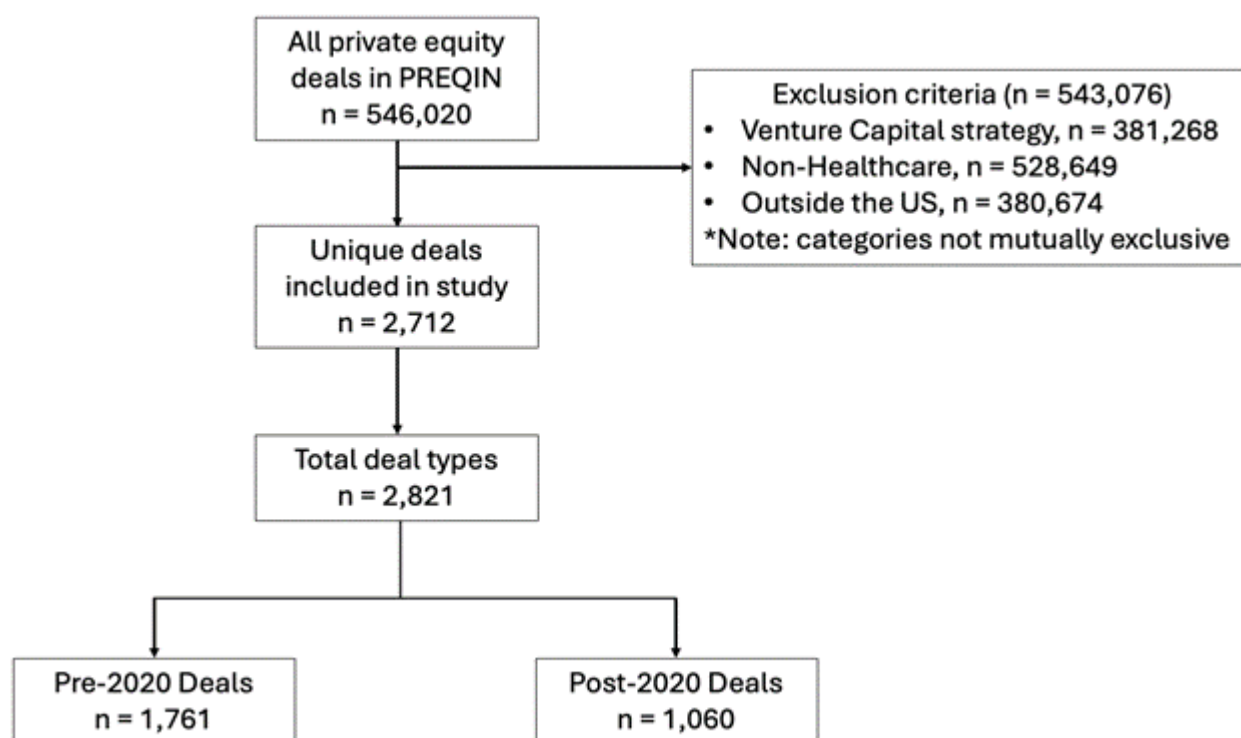 All private equity
deals in PREQIN
n = 546,020
Exclusion criteria (n = 543,076)
• Venture Capital strategy, n = 381,268
• Non-Healthcare, n = 528,649
• Outside the US, n = 380,674
*Note: categories not mutually exclusive
Unique deals
included in study
n = 2,712
Total deal types
n = 2,821
Pre-2020 Deals
n = 1,761
Post-2020 Deals
n = 1,060